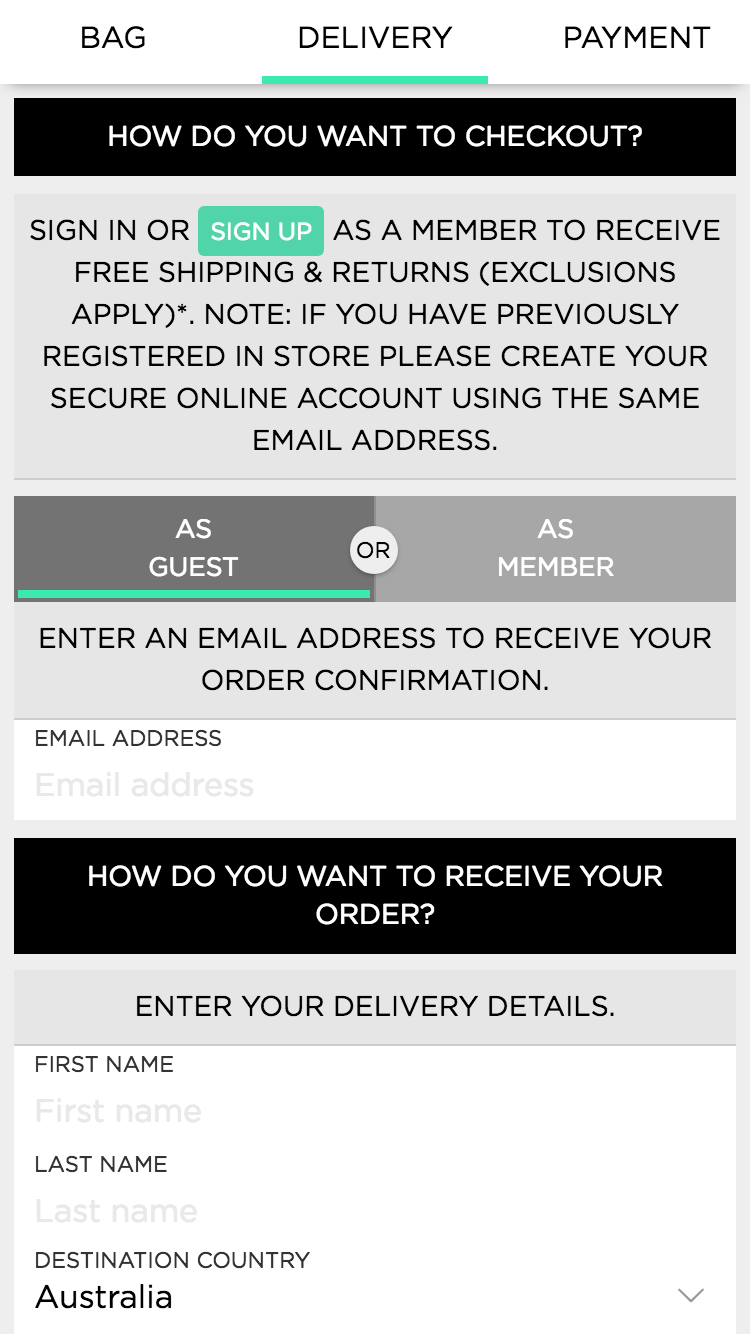 BAG DELIVERY PAYMENT
HOW DO YOU WANT TO CHECKOUT?
SIGN IN OR SIGN UP AS A MEMBER TO RECEIVE
FREE SHIPPING & RETURNS (EXCLUSIONS
APPLY)*. NOTE: IF YOU HAVE PREVIOUSLY
REGISTERED IN STORE PLEASE CREATE YOUR
SECURE ONLINE ACCOUNT USING THE SAME
EMAIL ADDRESS.
AS
GUEST
OR
AS
MEMBER
ENTER AN EMAIL ADDRESS TO RECEIVE YOUR
ORDER CONFIRMATION.
EMAIL ADDRESS
Email address
HOW DO YOU WANT TO RECEIVE YOUR
ORDER?
ENTER YOUR DELIVERY DETAILS.
FIRST NAME
First name
LAST NAME
Last name
DESTINATION COUNTRY
Australia